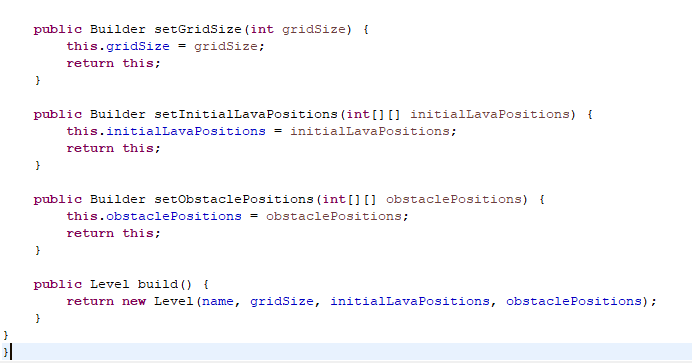 public Builder setGridSize(int gridSize) {
this.gridSize = gridSize;
return this;
}
public Builder setInitialLavaPositions(int[][] initialLavaPositions) {
this.initialLavaPositions = initialLavaPositions;
return this;
}
public Builder setObstaclePositions(int[][] obstaclePositions) {
this.obstaclePositions = obstaclePositions;
return this;
}
public Level build() {
return new Level(name, gridSize, initialLavaPositions, obstaclePositions);
}
}
}